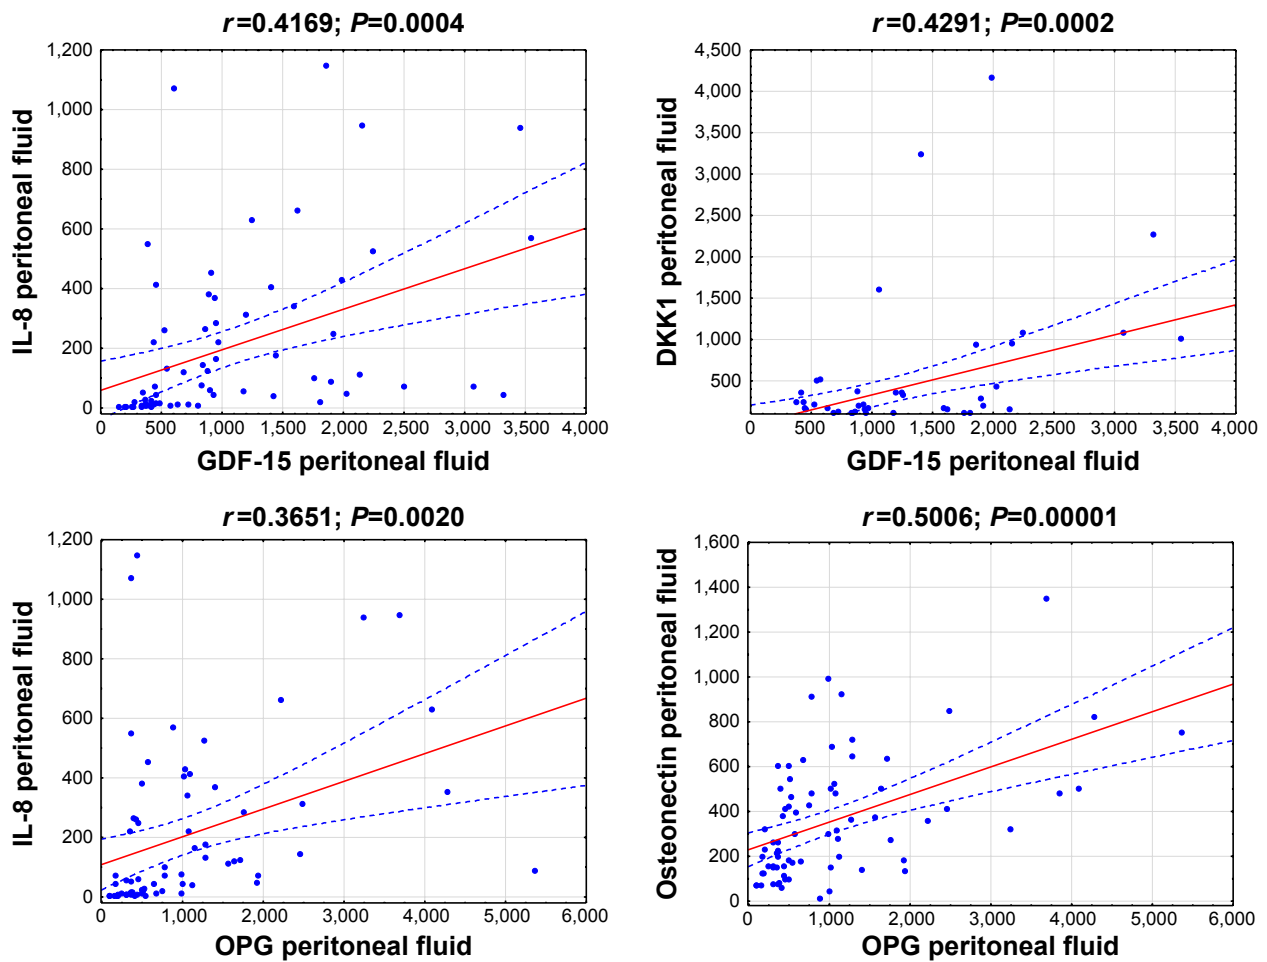 r=0.4169; P=0.0004
1,200
1,000
800
600
400
200
0
IL-8 peritoneal fluid
0 500 1,000 1,500 2,000 2,500 3,000 3,500 4,000
GDF-15 peritoneal fluid
r=0.4291; P=0.0002
4,500
4,000
3,500
3,000
2,500
2,000
1,500
1,000
500
DKK1 peritoneal fluid
0 500 1,000 1,500 2,000 2,500 3,000 3,500 4,000
GDF-15 peritoneal fluid
r=0.3651; P=0.0020
1,200
1,000
800
600
400
200
0
IL-8 peritoneal fluid
0 1,000 2,000 3,000 4,000 5,000 6,000
OPG peritoneal fluid
r=0.5006; P=0.00001
1,600
1,400
1,200
1,000
800
600
400
200
0
Osteonectin peritoneal fluid
0 1,000 2,000 3,000 4,000 5,000 6,000
OPG peritoneal fluid